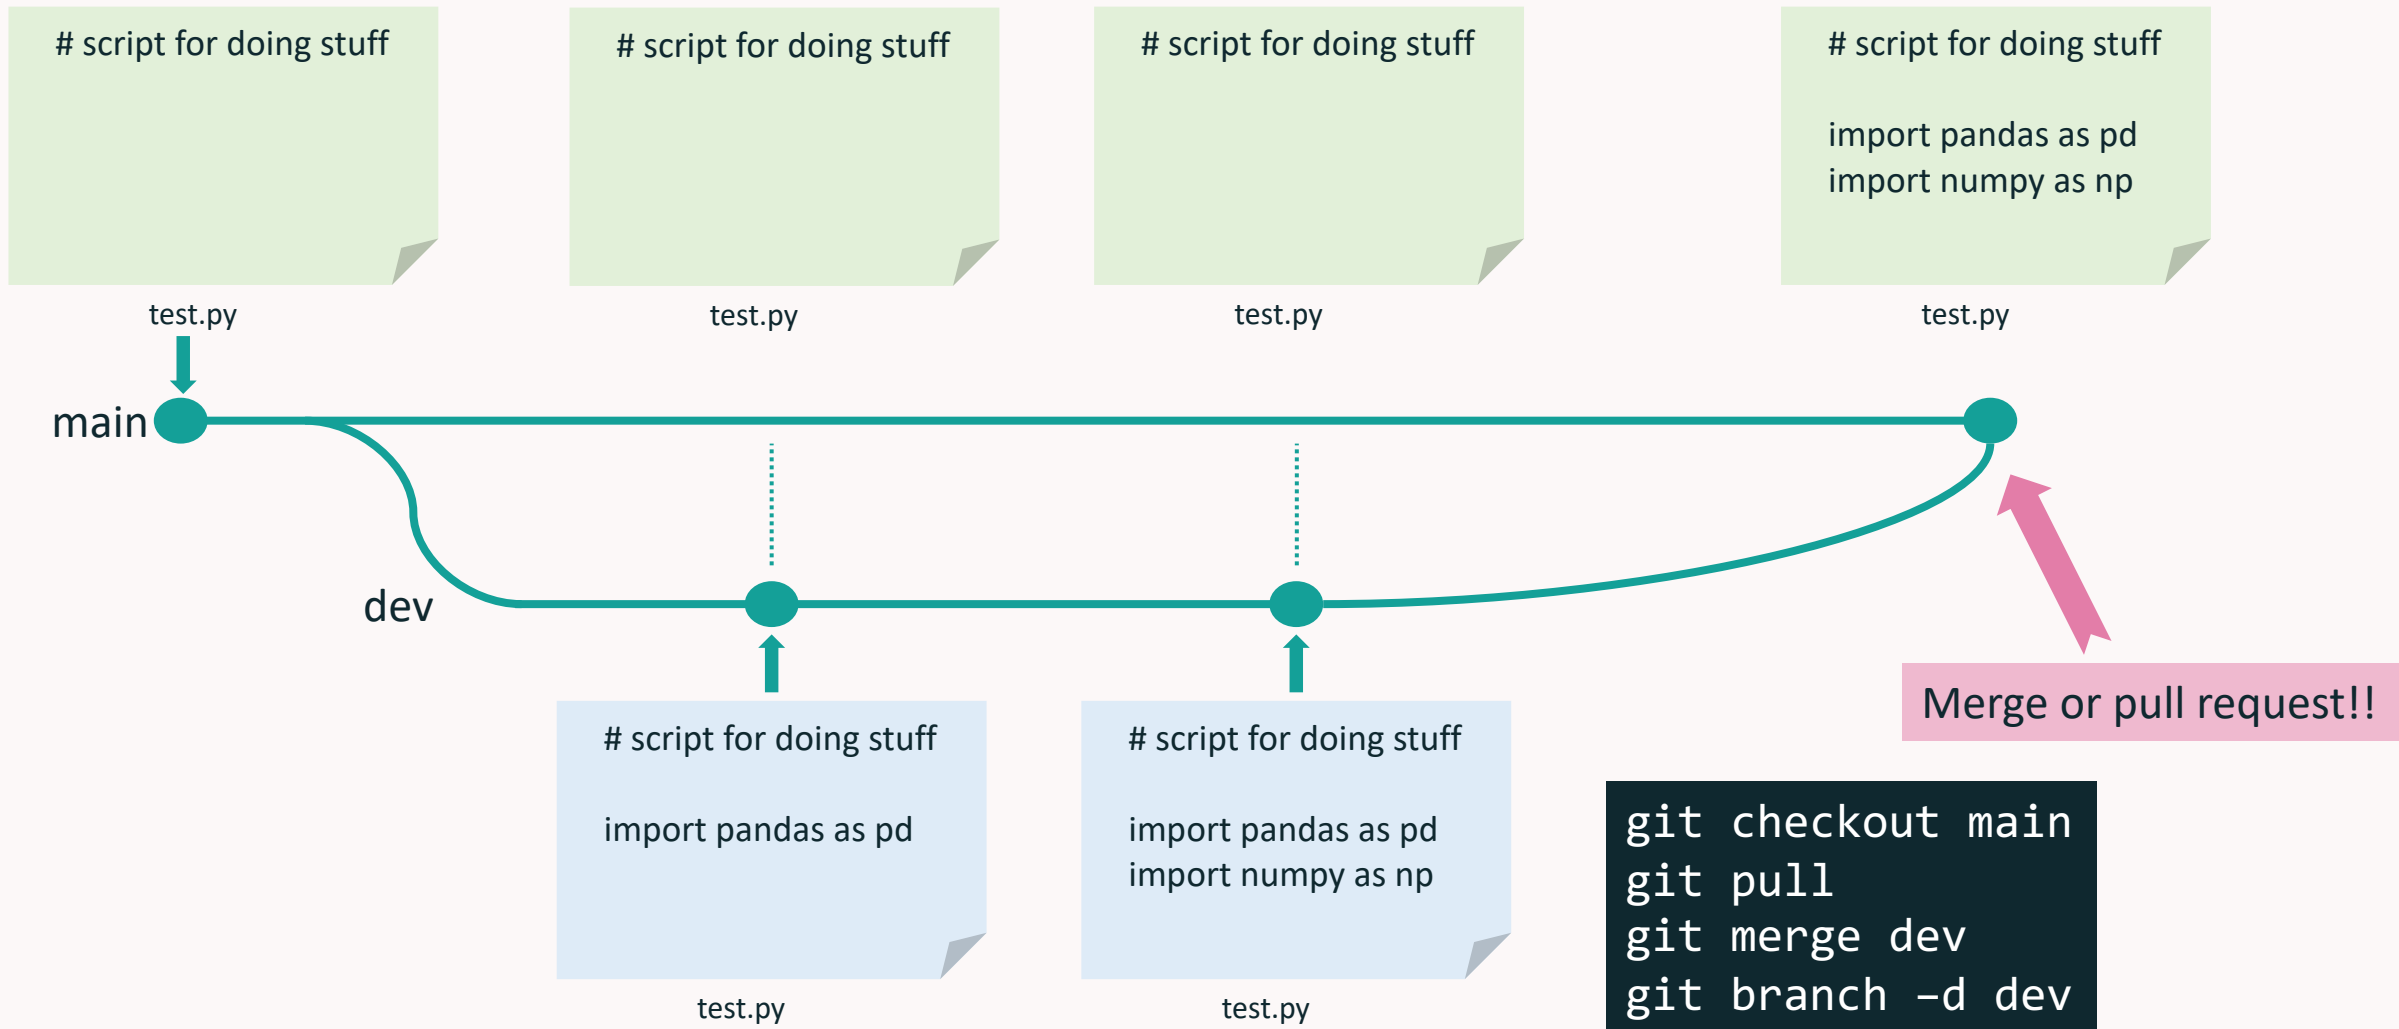 # script for doing stuff
test.py
# script for doing stuff
test.py
# script for doing stuff
test.py
# script for doing stuff
import pandas as pd
import numpy as np
test.py
main
dev
# script for doing stuff
import pandas as pd
test.py
# script for doing stuff
import pandas as pd
import numpy as np
test.py
Merge or pull request!!
git checkout main
git pull
git merge dev
git branch –d dev